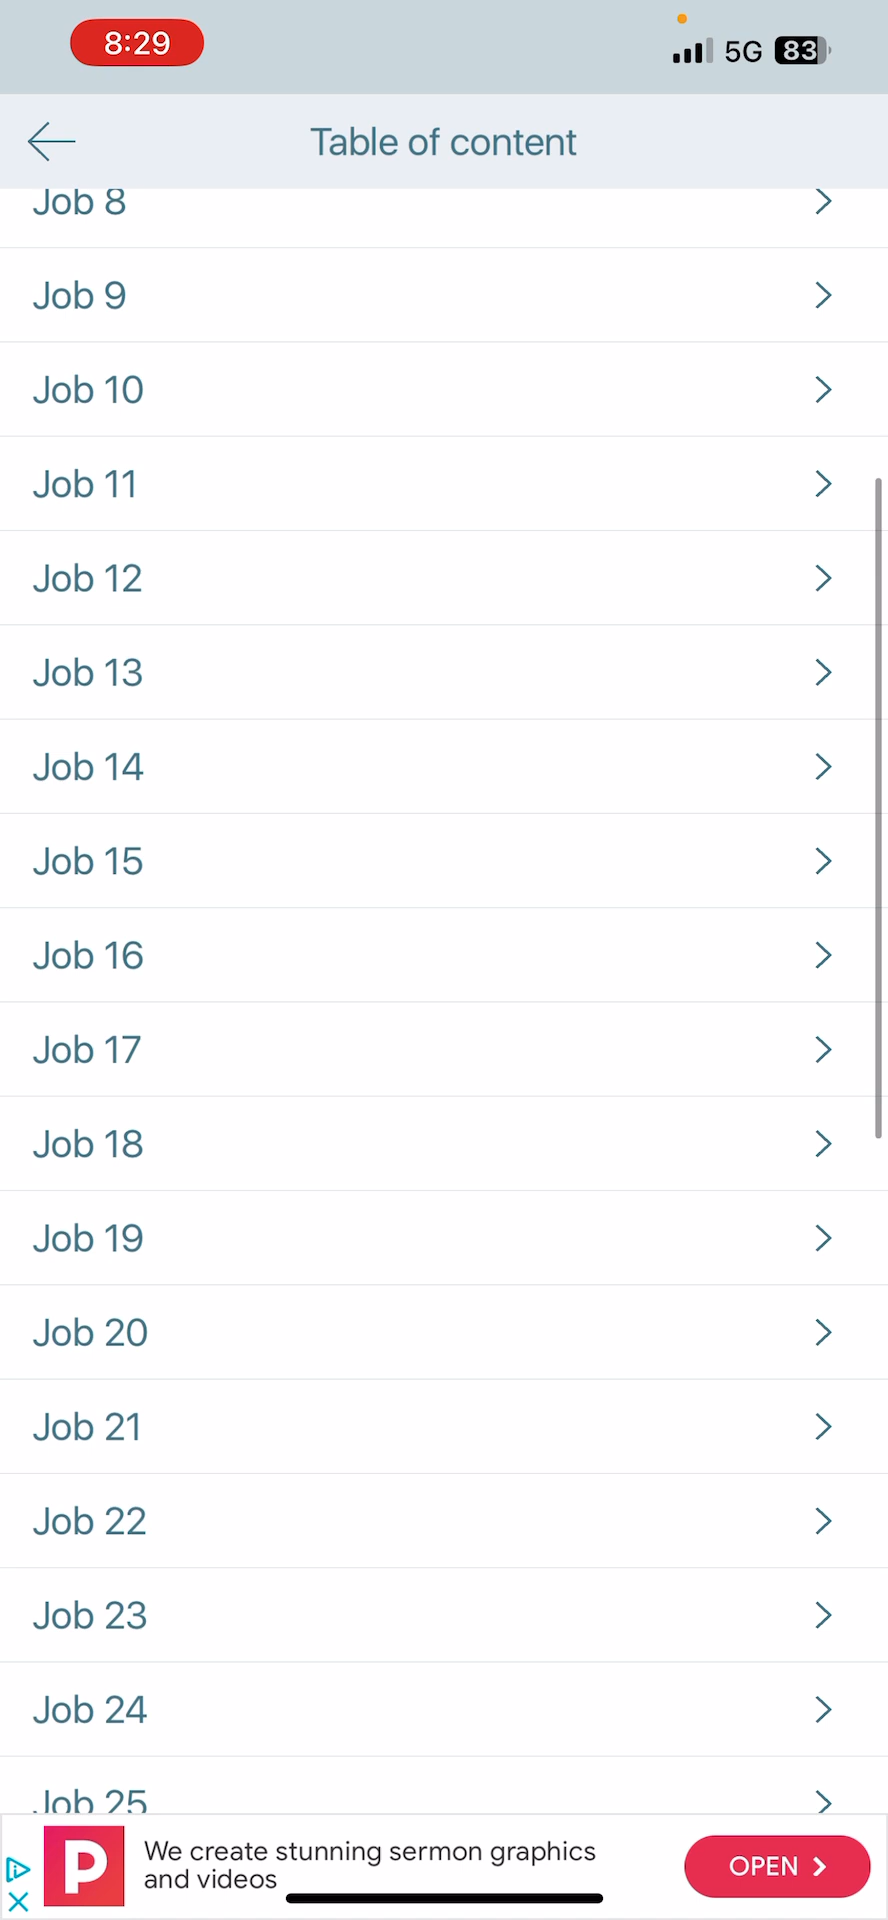 8:29
5G 83
Table of content
Job 8
Job 9
Job 10
Job 11
Job 12
Job 13
Job 14
Job 15
Job 16
Job 17
Job 18
Job 19
Job 20
Job 21
Job 22
Job 23
Job 24
Job 25
P
We create stunning sermon graphics
and videos
OPEN